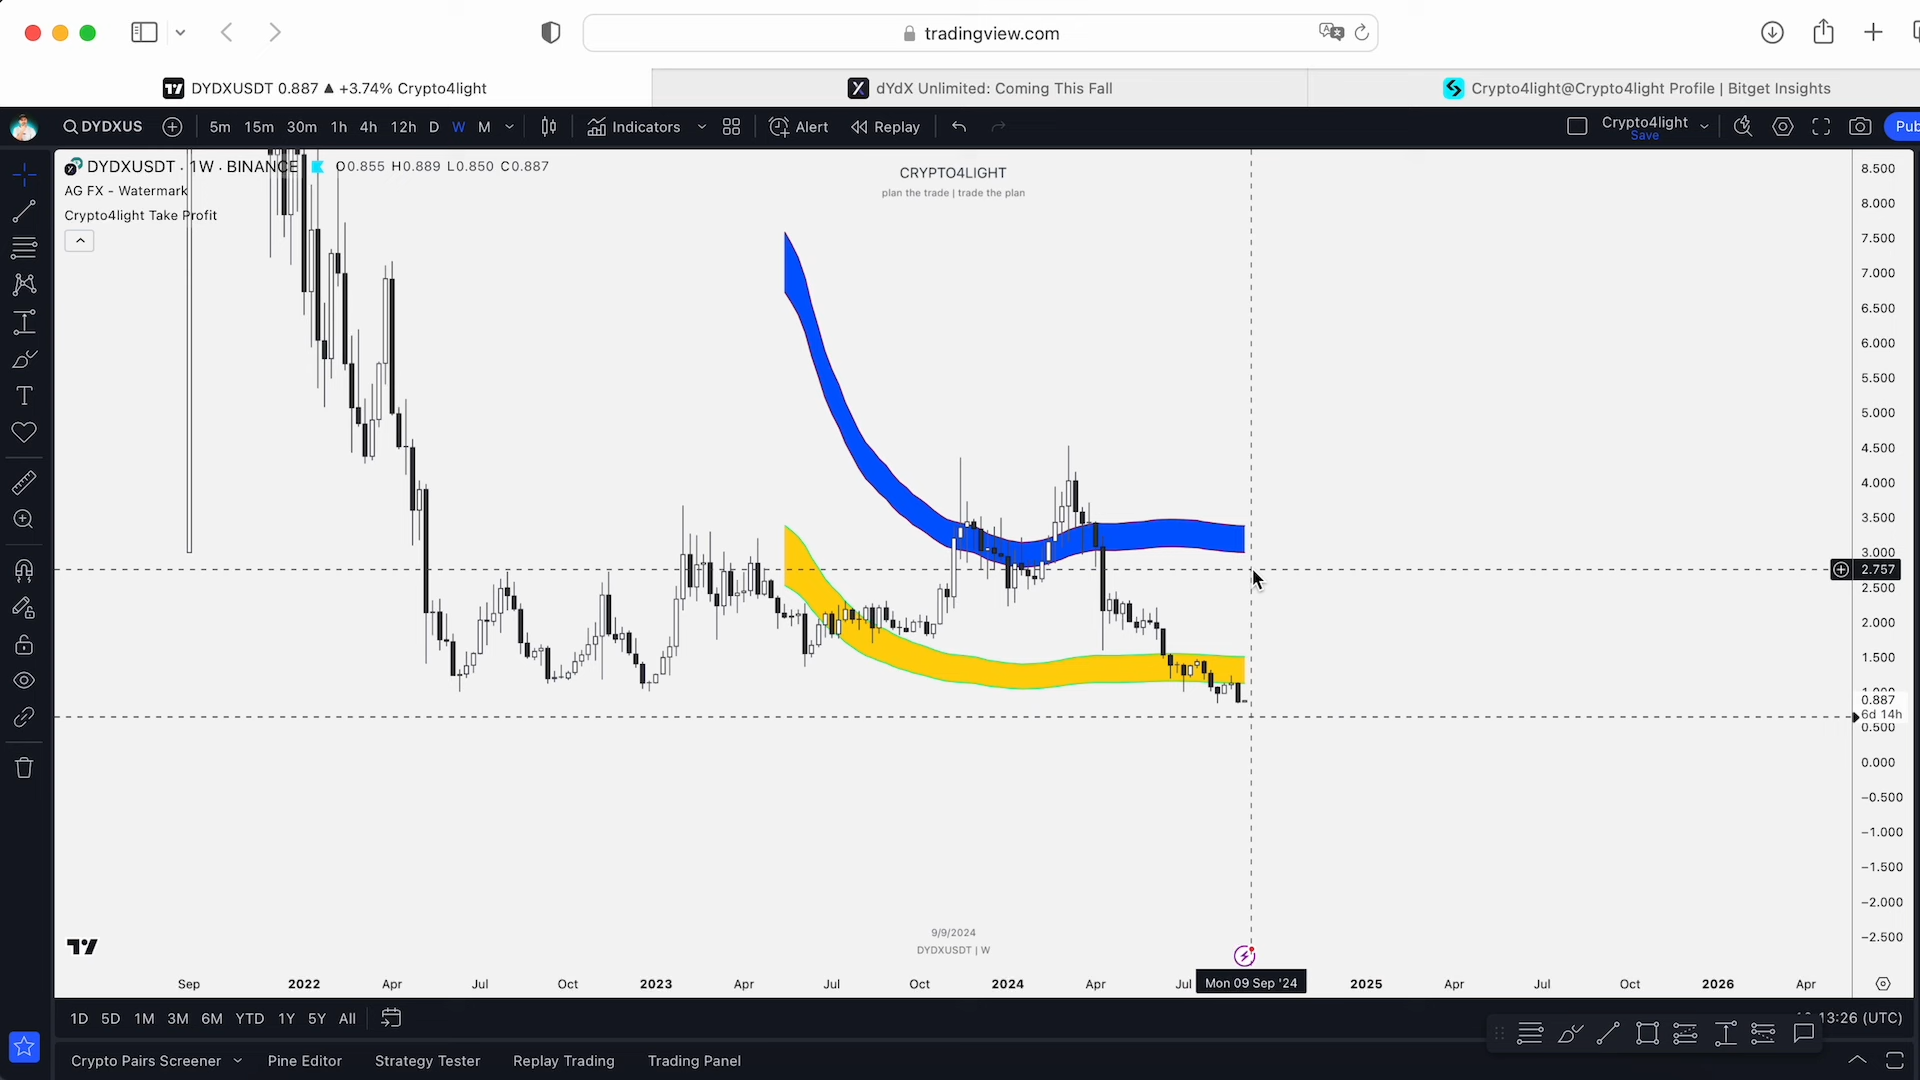 tradingview.com
DYDXUSDT 0.887 ▲ +3.74% Crypto4light
dYdX Unlimited: Coming This Fall
Crypto4light@Crypto4light Profile | Bitget Insights
DYDXUS
5m 15m 30m 1h 4h 12h D W M
Indicators
Alert
Replay
Crypto4light
Save
Pub
DYDXUSDT · 1W · BINANCE
O0.855 H0.889 L0.850 C0.887
AG FX - Watermark
Crypto4light Take Profit
CRYPTO4LIGHT
plan the trade | trade the plan
8.500
8.000
7.500
7.000
6.500
6.000
5.500
5.000
4.500
4.000
3.500
3.000
2.757
2.500
2.000
1.500
0.887
6d 14h
0.500
0.000
−0.500
−1.000
−1.500
−2.000
−2.500
9/9/2024
DYDXUSDT | W
Sep 2022 Apr Jul Oct 2023 Apr Jul Oct 2024 Apr Jul Mon 09 Sep '24 2025 Apr Jul Oct 2026 Apr
1D 5D 1M 3M 6M YTD 1Y 5Y All
13:26 (UTC)
Crypto Pairs Screener
Pine Editor
Strategy Tester
Replay Trading
Trading Panel